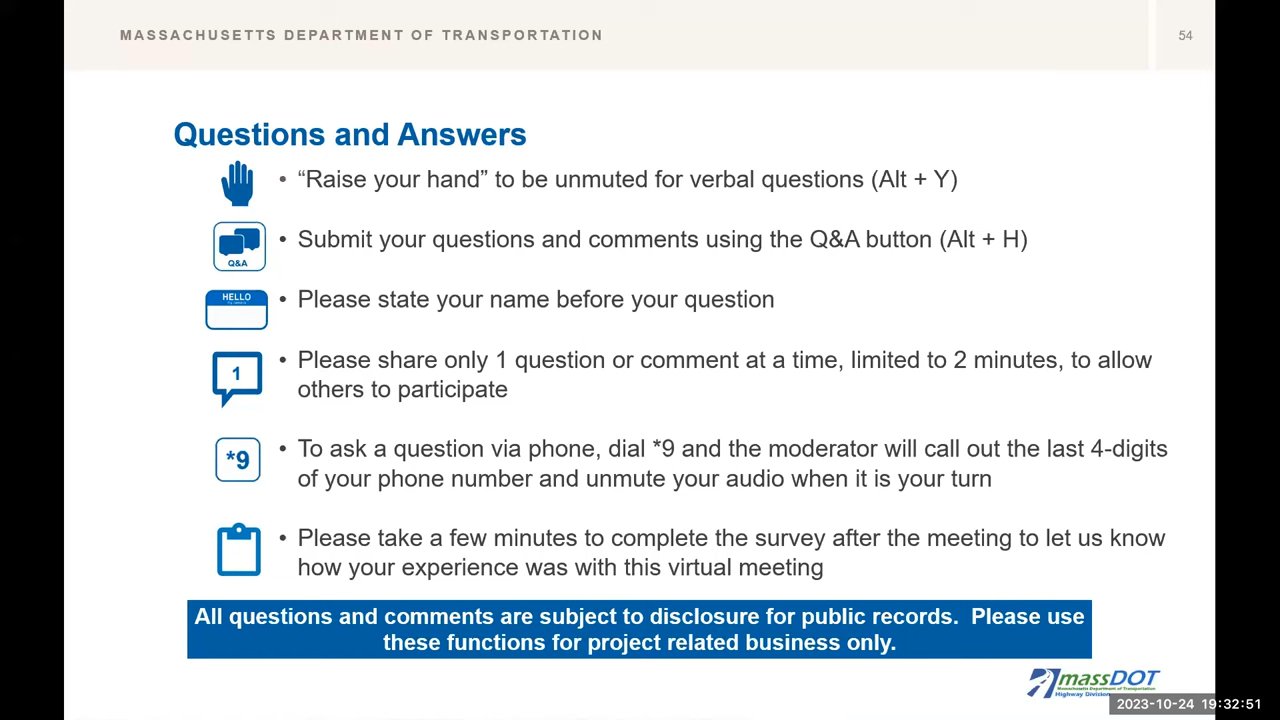 MASSACHUSETTS DEPARTMENT OF TRANSPORTATION
54
Questions and Answers
• “Raise your hand” to be unmuted for verbal questions (Alt + Y)
Q&A
• Submit your questions and comments using the Q&A button (Alt + H)
HELLO
• Please state your name before your question
1
• Please share only 1 question or comment at a time, limited to 2 minutes, to allow
others to participate
*9
• To ask a question via phone, dial *9 and the moderator will call out the last 4-digits
of your phone number and unmute your audio when it is your turn
• Please take a few minutes to complete the survey after the meeting to let us know
how your experience was with this virtual meeting
All questions and comments are subject to disclosure for public records.  Please use
these functions for project related business only.
massDOT
Massachusetts Department of Transportation
Highway Division
2023-10-24 19:32:51